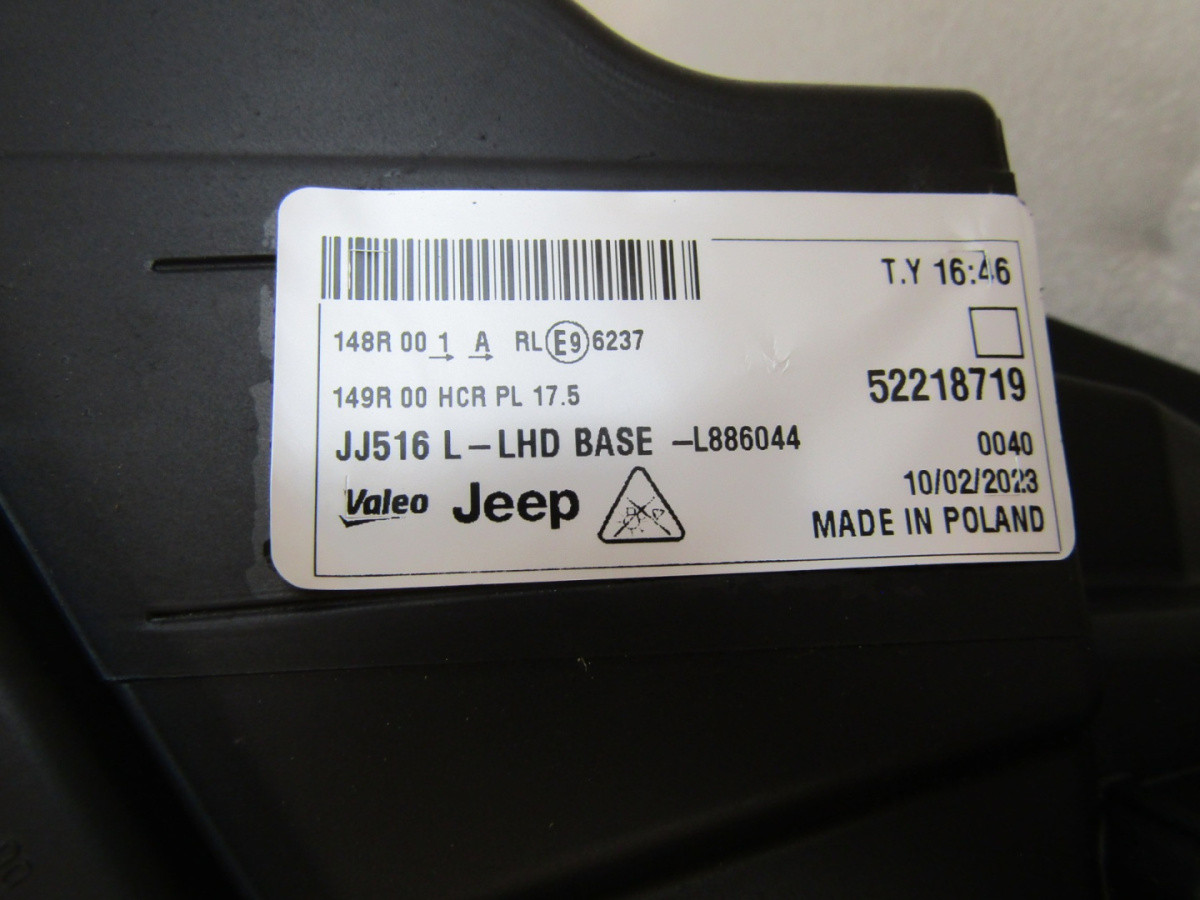 T.Y 16:46
148R 00 1 A RL E9 6237
149R 00 HCR PL 17.5
52218719
JJ516 L-LHD BASE -L886044
0040
10/02/2023
Valeo Jeep
MADE IN POLAND